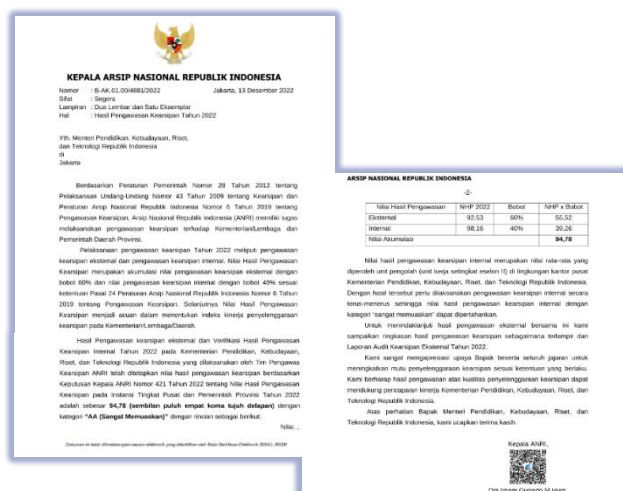 KEPALA ARSIP NASIONAL REPUBLIK INDONESIA
Nomor : B-AK.01.00/4881/2022 Jakarta, 13 Desember 2022
Sifat : Segera
Lampiran : Dua Lembar dan Satu Eksemplar
Hal : Hasil Pengawasan Kearsipan Tahun 2022
Yth. Menteri Pendidikan, Kebudayaan, Riset,
dan Teknologi Republik Indonesia
di
Jakarta
Berdasarkan Peraturan Pemerintah Nomor 28 Tahun 2012 tentang
Pelaksanaan Undang-Undang Nomor 43 Tahun 2009 tentang Kearsipan dan
Peraturan Arsip Nasional Republik Indonesia Nomor 6 Tahun 2019 tentang
Pengawasan Kearsipan, Arsip Nasional Republik Indonesia (ANRI) memiliki tugas
melaksanakan pengawasan kearsipan terhadap Kementerian/Lembaga dan
Pemerintah Daerah Provinsi.
Pelaksanaan pengawasan kearsipan Tahun 2022 meliputi pengawasan
kearsipan eksternal dan pengawasan kearsipan internal. Nilai Hasil Pengawasan
Kearsipan merupakan akumulasi nilai pengawasan kearsipan eksternal dengan
bobot 60% dan nilai pengawasan kearsipan internal dengan bobot 40% sesuai
ketentuan Pasal 24 Peraturan Arsip Nasional Republik Indonesia Nomor 6 Tahun
2019 tentang Pengawasan Kearsipan. Selanjutnya Nilai Hasil Pengawasan
Kearsipan menjadi acuan dalam menentukan indeks kinerja penyelenggaraan
kearsipan pada Kementerian/Lembaga/Daerah.
Hasil Pengawasan kearsipan eksternal dan Verifikasi Hasil Pengawasan
Kearsipan Internal Tahun 2022 pada Kementerian Pendidikan, Kebudayaan,
Riset, dan Teknologi Republik Indonesia yang dilaksanakan oleh Tim Pengawas
Kearsipan ANRI telah ditetapkan nilai hasil pengawasan kearsipan berdasarkan
Keputusan Kepala ANRI Nomor 421 Tahun 2022 tentang Nilai Hasil Pengawasan
Kearsipan pada Instansi Tingkat Pusat dan Pemerintah Provinsi Tahun 2022
adalah sebesar 94,78 (sembilan puluh empat koma tujuh delapan) dengan
kategori "AA (Sangat Memuaskan)" dengan rincian sebagai berikut:
Nilai...
Dokumen ini telah ditandatangani secara elektronik yang diterbitkan oleh Balai Sertifikasi Elektronik (BSrE), BSSN
ARSIP NASIONAL REPUBLIK INDONESIA
-2-
Nilai Hasil Pengawasan NHP 2022 Bobot NHP x Bobot
Eksternal 92,53 60% 55,52
Internal 98,16 40% 39,26
Nilai Akumulasi 94,78
Nilai hasil pengawasan kearsipan internal merupakan nilai rata-rata yang
diperoleh unit pengolah (unit kerja setingkat eselon II) di lingkungan kantor pusat
Kementerian Pendidikan, Kebudayaan, Riset, dan Teknologi Republik Indonesia.
Dengan hasil tersebut perlu dilaksanakan pengawasan kearsipan internal secara
terus-menerus sehingga nilai hasil pengawasan kearsipan internal dengan
kategori "sangat memuaskan" dapat dipertahankan.
Untuk menindaklanjuti hasil pengawasan eksternal bersama ini kami
sampaikan ringkasan hasil pengawasan kearsipan sebagaimana terlampir dan
Laporan Audit Kearsipan Eksternal Tahun 2022.
Kami sangat mengapresiasi upaya Bapak beserta seluruh jajaran untuk
meningkatkan mutu penyelenggaraan kearsipan sesuai ketentuan yang berlaku.
Kami berharap hasil pengawasan atas kualitas penyelenggaraan kearsipan dapat
mendukung pencapaian kinerja Kementerian Pendidikan, Kebudayaan, Riset, dan
Teknologi Republik Indonesia.
Atas perhatian Bapak Menteri Pendidikan, Kebudayaan, Riset, dan
Teknologi Republik Indonesia, kami ucapkan terima kasih.
Kepala ANRI,
Imam Gunarto